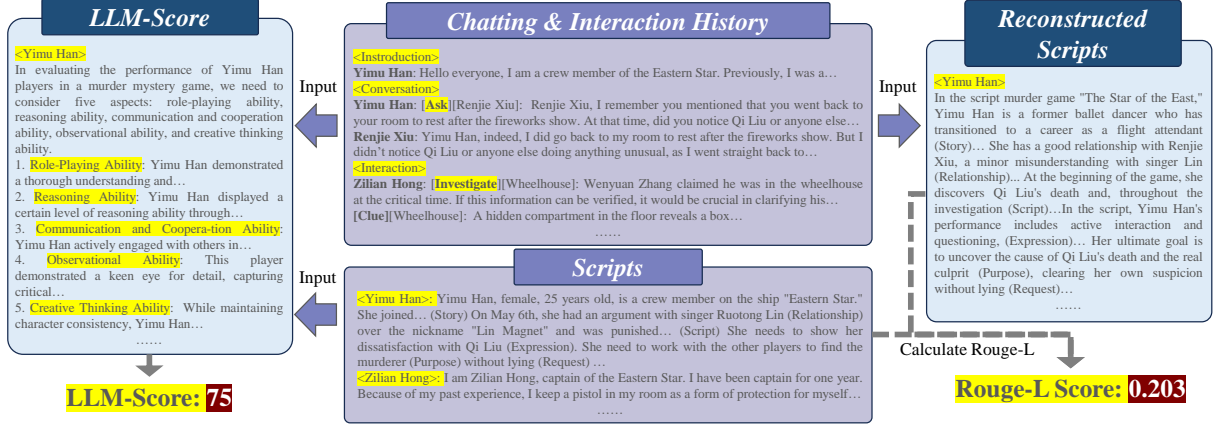 LLM-Score
<Yimu Han>
In evaluating the performance of Yimu Han
players in a murder mystery game, we need to
consider five aspects: role-playing ability,
reasoning ability, communication and cooperation
ability, observational ability, and creative thinking
ability.
1. Role-Playing Ability: Yimu Han demonstrated
a thorough understanding and…
2. Reasoning Ability: Yimu Han displayed a
certain level of reasoning ability through…
3. Communication and Coopera-tion Ability:
Yimu Han actively engaged with others in…
4. Observational Ability: This player
demonstrated a keen eye for detail, capturing
critical…
5. Creative Thinking Ability: While maintaining
character consistency, Yimu Han…
……
LLM-Score: 75
Input
Input
Chatting & Interaction History
<Instroduction>
Yimu Han: Hello everyone, I am a crew member of the Eastern Star. Previously, I was a…
<Conversation>
Yimu Han: [Ask][Renjie Xiu]: Renjie Xiu, I remember you mentioned that you went back to
your room to rest after the fireworks show. At that time, did you notice Qi Liu or anyone else…
Renjie Xiu: Yimu Han, indeed, I did go back to my room to rest after the fireworks show. But I
didn't notice Qi Liu or anyone else doing anything unusual, as I went straight back to…
<Interaction>
Zilian Hong: [Investigate][Wheelhouse]: Wenyuan Zhang claimed he was in the wheelhouse
at the critical time. If this information can be verified, it would be crucial in clarifying his…
[Clue][Wheelhouse]: A hidden compartment in the floor reveals a box…
……
Scripts
<Yimu Han>: Yimu Han, female, 25 years old, is a crew member on the ship "Eastern Star."
She joined… (Story) On May 6th, she had an argument with singer Ruotong Lin (Relationship)
over the nickname "Lin Magnet" and was punished… (Script) She needs to show her
dissatisfaction with Qi Liu (Expression). She need to work with the other players to find the
murderer (Purpose) without lying (Request) …
<Zilian Hong>: I am Zilian Hong, captain of the Eastern Star. I have been captain for one year.
Because of my past experience, I keep a pistol in my room as a form of protection for myself…
……
Input
Reconstructed
Scripts
<Yimu Han>
In the script murder game "The Star of the East,"
Yimu Han is a former ballet dancer who has
transitioned to a career as a flight attendant
(Story)… She has a good relationship with Renjie
Xiu, a minor misunderstanding with singer Lin
(Relationship)... At the beginning of the game, she
discovers Qi Liu's death and, throughout the
investigation (Script)…In the script, Yimu Han's
performance includes active interaction and
questioning, (Expression)… Her ultimate goal is
to uncover the cause of Qi Liu's death and the real
culprit (Purpose), clearing her own suspicion
without lying (Request)…
……
Calculate Rouge-L
Rouge-L Score: 0.203